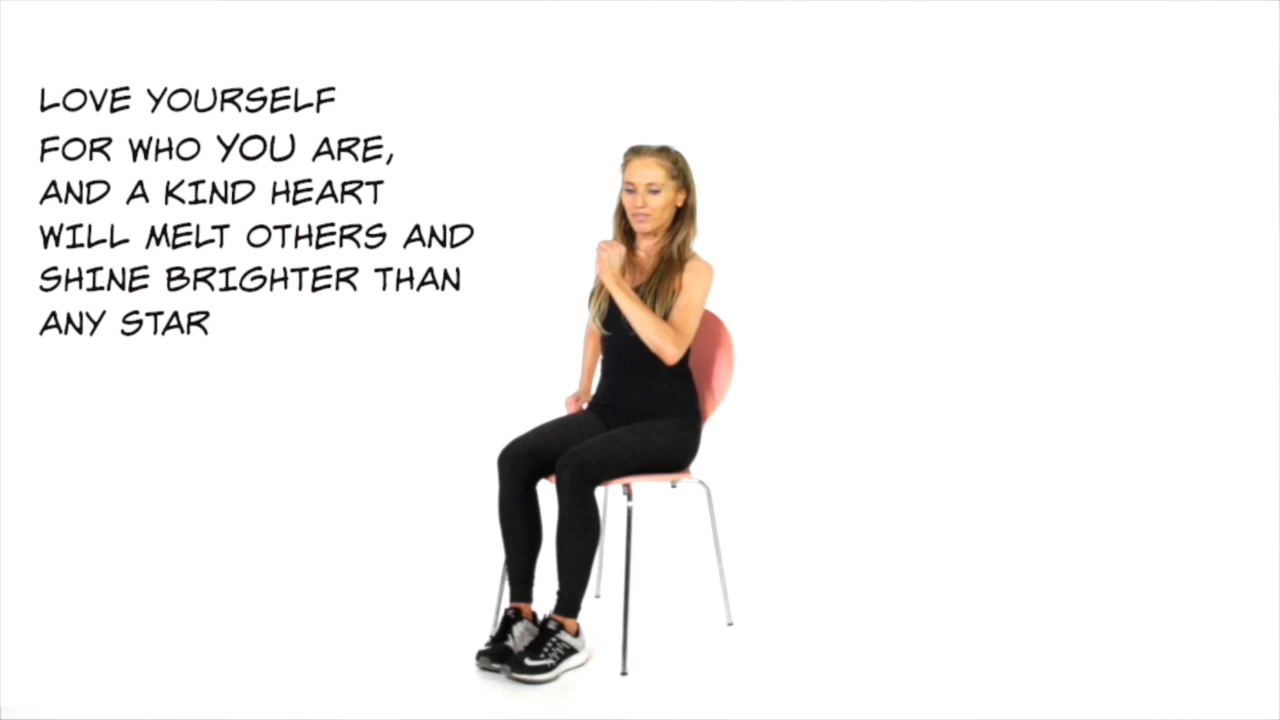 LOVE YOURSELF
FOR WHO YOU ARE,
AND A KIND HEART
WILL MELT OTHERS AND
SHINE BRIGHTER THAN
ANY STAR